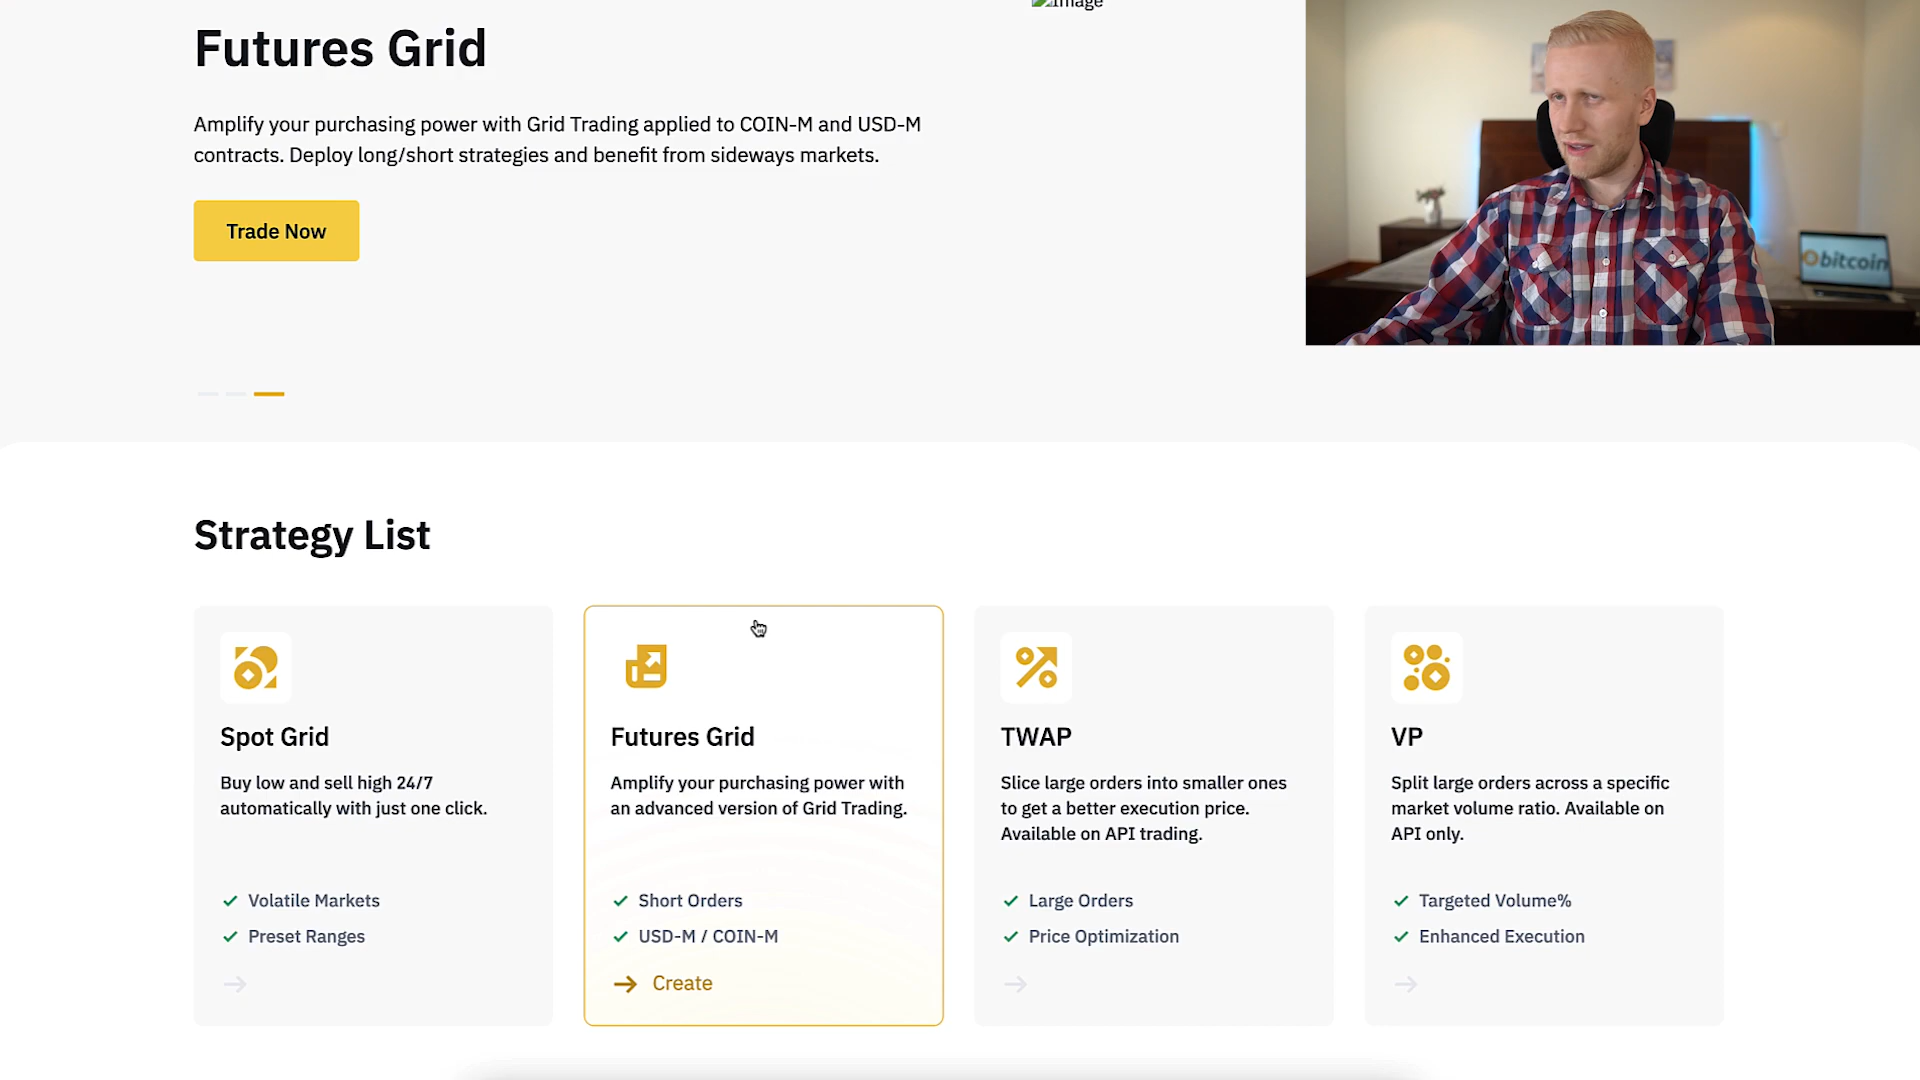 Image
Futures Grid
Amplify your purchasing power with Grid Trading applied to COIN-M and USD-M
contracts. Deploy long/short strategies and benefit from sideways markets.
Trade Now
bitcoin
Strategy List
Spot Grid
Buy low and sell high 24/7
automatically with just one click.
Volatile Markets
Preset Ranges
Futures Grid
Amplify your purchasing power with
an advanced version of Grid Trading.
Short Orders
USD-M / COIN-M
Create
TWAP
Slice large orders into smaller ones
to get a better execution price.
Available on API trading.
Large Orders
Price Optimization
VP
Split large orders across a specific
market volume ratio. Available on
API only.
Targeted Volume%
Enhanced Execution